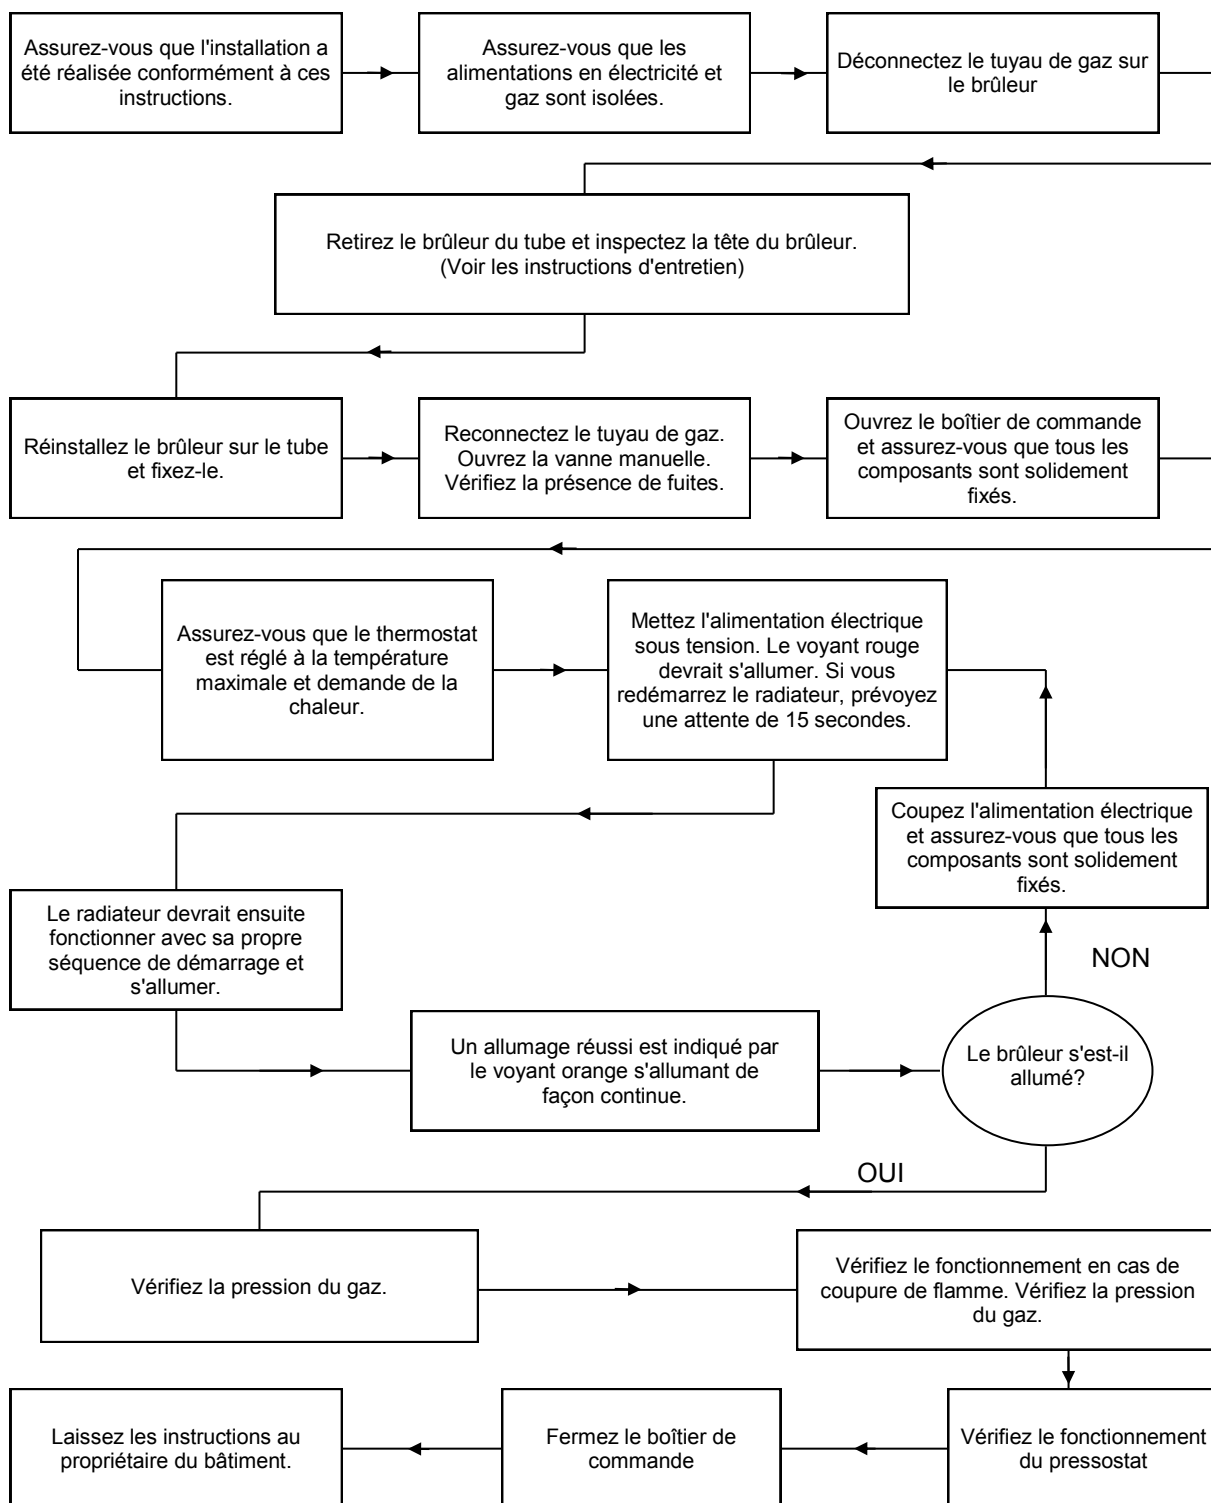 Assurez-vous que l'installation a
été réalisée conformément à ces
instructions.
Assurez-vous que les
alimentations en électricité et
gaz sont isolées.
Déconnectez le tuyau de gaz sur
le brûleur
Retirez le brûleur du tube et inspectez la tête du brûleur.
(Voir les instructions d'entretien)
Réinstallez le brûleur sur le tube
et fixez-le.
Reconnectez le tuyau de gaz.
Ouvrez la vanne manuelle.
Vérifiez la présence de fuites.
Ouvrez le boîtier de commande
et assurez-vous que tous les
composants sont solidement
fixés.
Assurez-vous que le thermostat
est réglé à la température
maximale et demande de la
chaleur.
Mettez l'alimentation électrique
sous tension. Le voyant rouge
devrait s'allumer. Si vous
redémarrez le radiateur, prévoyez
une attente de 15 secondes.
Coupez l'alimentation électrique
et assurez-vous que tous les
composants sont solidement
fixés.
Le radiateur devrait ensuite
fonctionner avec sa propre
séquence de démarrage et
s'allumer.
NON
Un allumage réussi est indiqué par
le voyant orange s'allumant de
façon continue.
Le brûleur s'est-il
allumé?
OUI
Vérifiez la pression du gaz.
Vérifiez le fonctionnement en cas de
coupure de flamme. Vérifiez la pression
du gaz.
Vérifiez le fonctionnement
du pressostat
Fermez le boîtier de
commande
Laissez les instructions au
propriétaire du bâtiment.